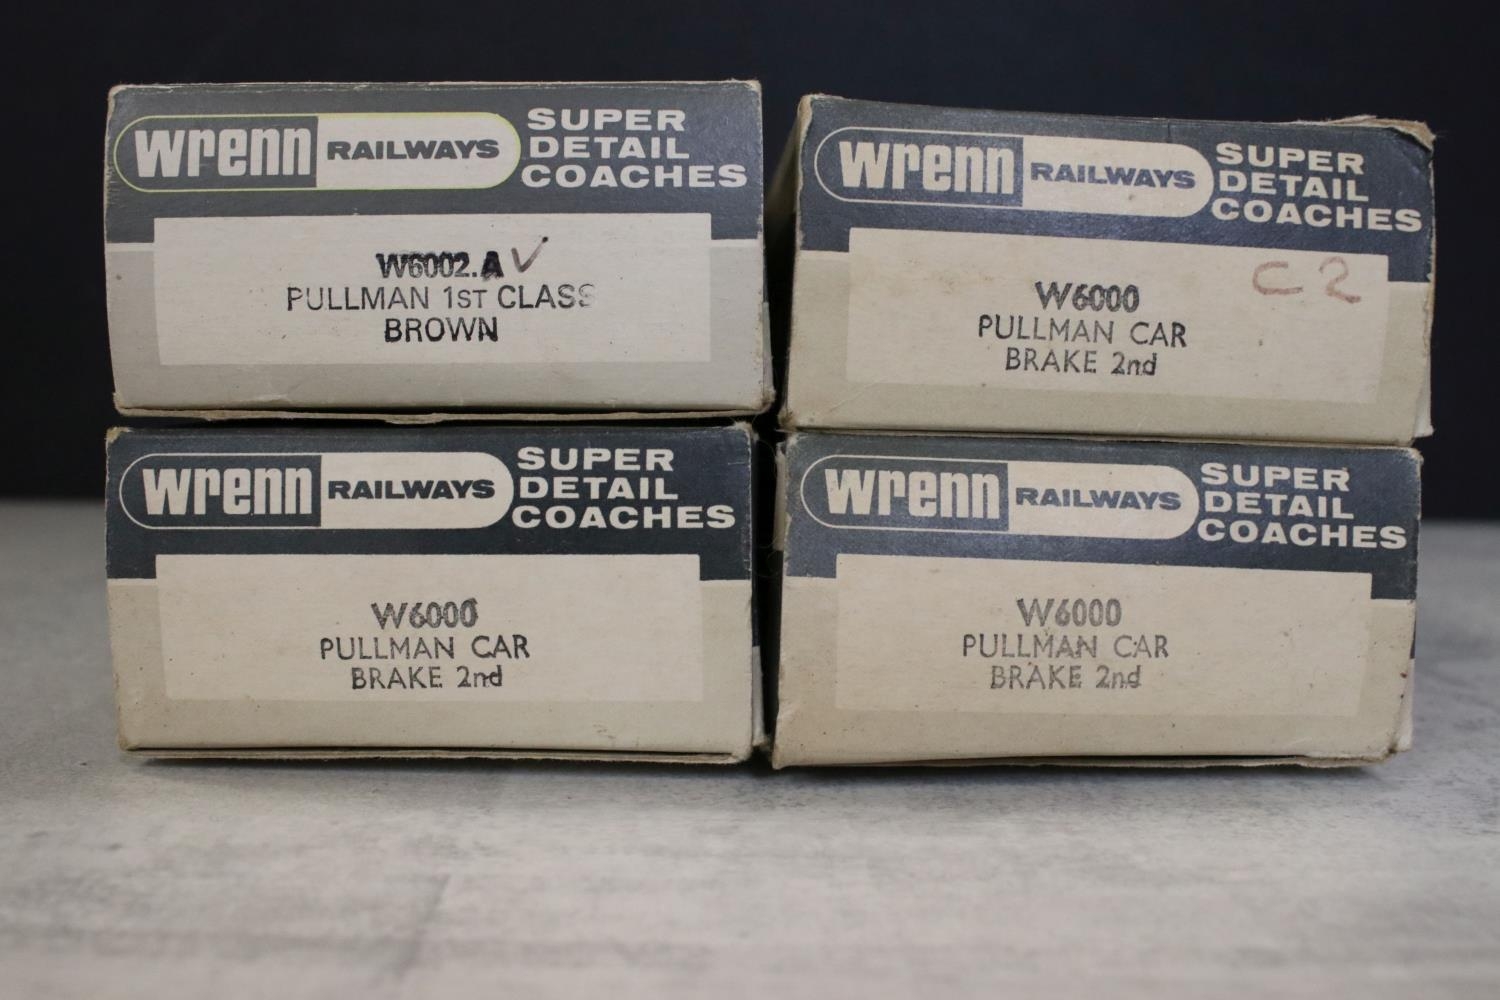 wrenn RAILWAYS
SUPER
DETAIL
COACHES
W6002.A V
PULLMAN 1ST CLASS
BROWN
wrenn RAILWAYS
SUPER
DETAIL
COACHES
C2
W6000
PULLMAN CAR
BRAKE 2nd
wrenn RAILWAYS
SUPER
DETAIL
COACHES
W6000
PULLMAN CAR
BRAKE 2nd
wrenn RAILWAYS
SUPER
DETAIL
COACHES
W6000
PULLMAN CAR
BRAKE 2nd